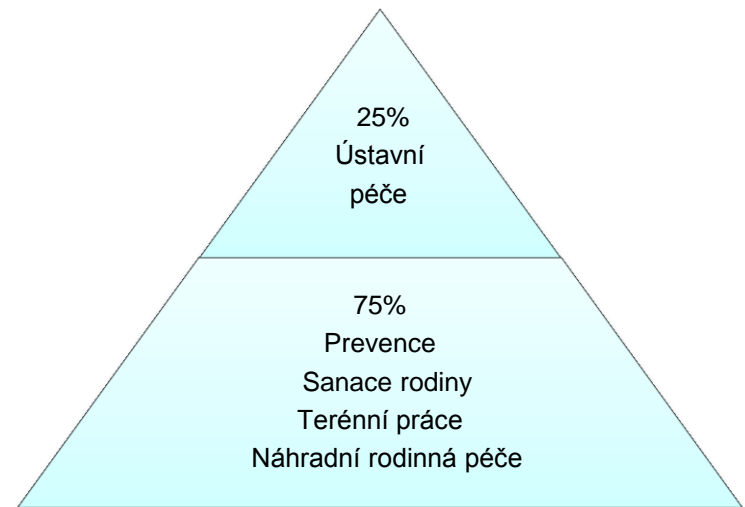 25%
Ústavní
péče
75%
Prevence
Sanace rodiny
Terénní práce
Náhradní rodinná péče